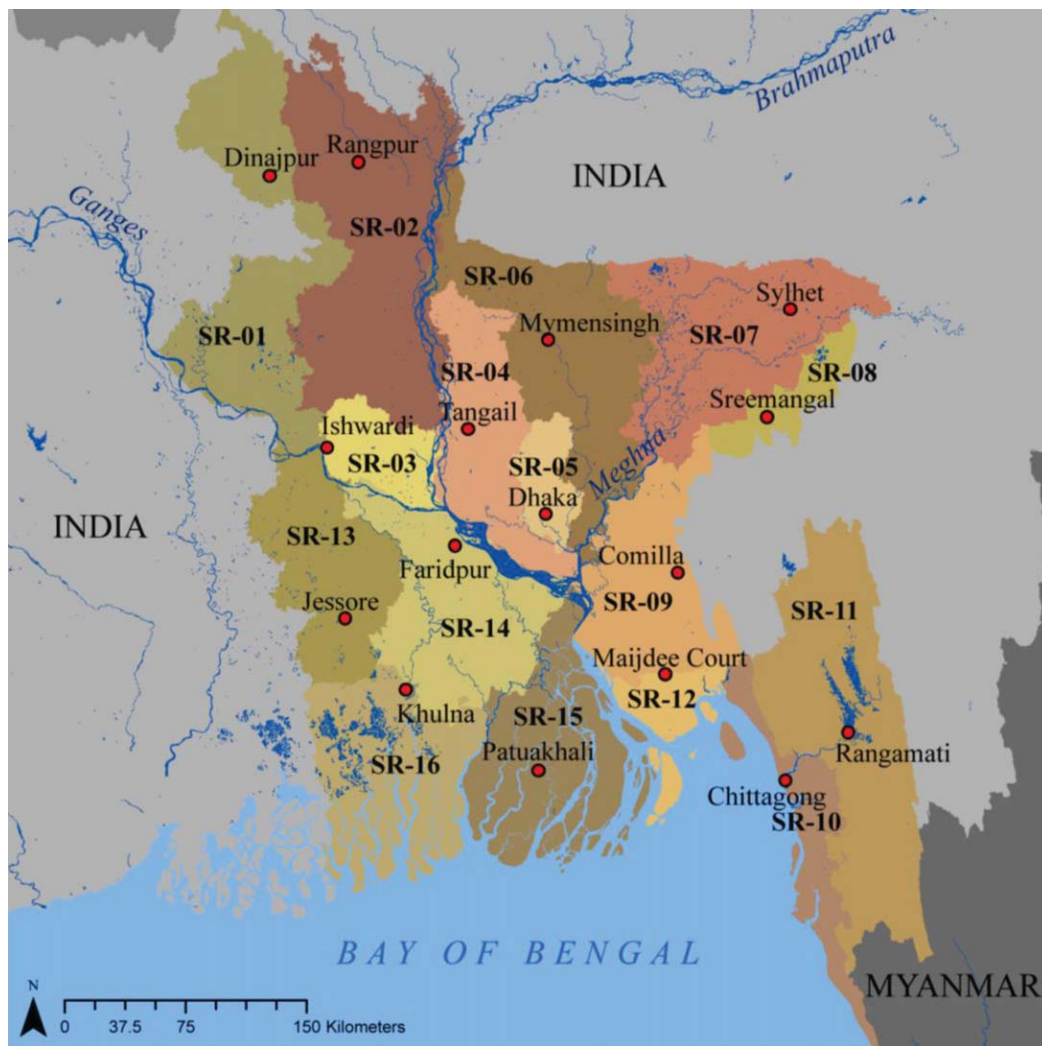 Brahmaputra
Rangpur
Dinajpur
INDIA
Ganges
SR-02
SR-06
Sylhet
Mymensingh
SR-01
SR-07
SR-04
SR-08
Sreemangal
Tangail
Ishwardi
SR-03
SR-05
Meghna
Dhaka
INDIA
SR-13
Faridpur
Comilla
Jessore
SR-09
SR-11
SR-14
Maijdee Court
SR-12
Khulna
SR-15
Patuakhali
Rangamati
SR-16
Chittagong
SR-10
BAY OF BENGAL
MYANMAR
N
0 37.5 75 150 Kilometers